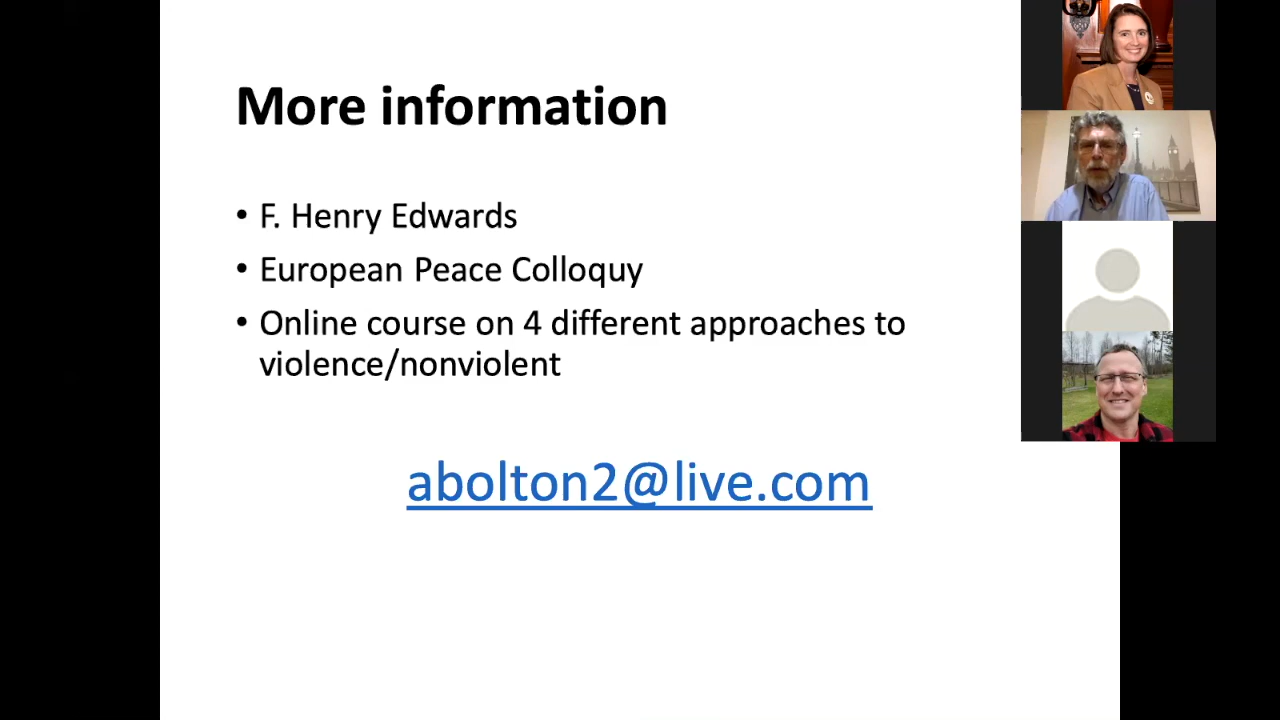 More information
• F. Henry Edwards
• European Peace Colloquy
• Online course on 4 different approaches to
violence/nonviolent
abolton2@live.com